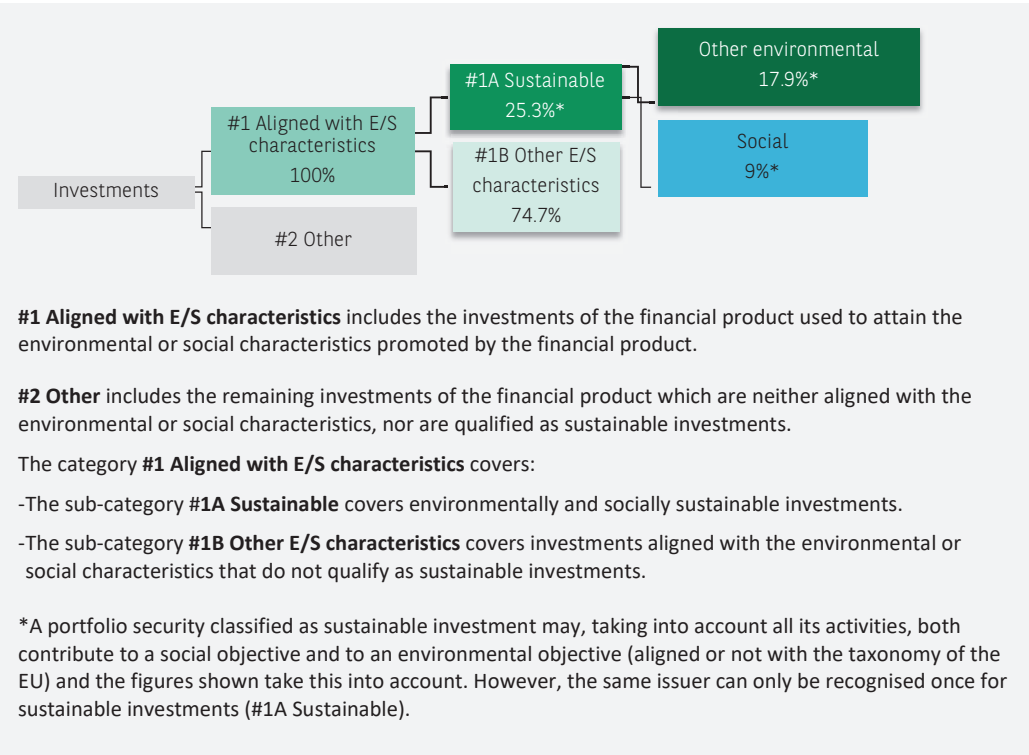 Investments
#1 Aligned with E/S
characteristics
100%
#2 Other
#1A Sustainable
25.3%*
#1B Other E/S
characteristics
74.7%
Other environmental
17.9%*
Social
9%*
#1 Aligned with E/S characteristics includes the investments of the financial product used to attain the
environmental or social characteristics promoted by the financial product.
#2 Other includes the remaining investments of the financial product which are neither aligned with the
environmental or social characteristics, nor are qualified as sustainable investments.
The category #1 Aligned with E/S characteristics covers:
-The sub-category #1A Sustainable covers environmentally and socially sustainable investments.
-The sub-category #1B Other E/S characteristics covers investments aligned with the environmental or
social characteristics that do not qualify as sustainable investments.
*A portfolio security classified as sustainable investment may, taking into account all its activities, both
contribute to a social objective and to an environmental objective (aligned or not with the taxonomy of the
EU) and the figures shown take this into account. However, the same issuer can only be recognised once for
sustainable investments (#1A Sustainable).